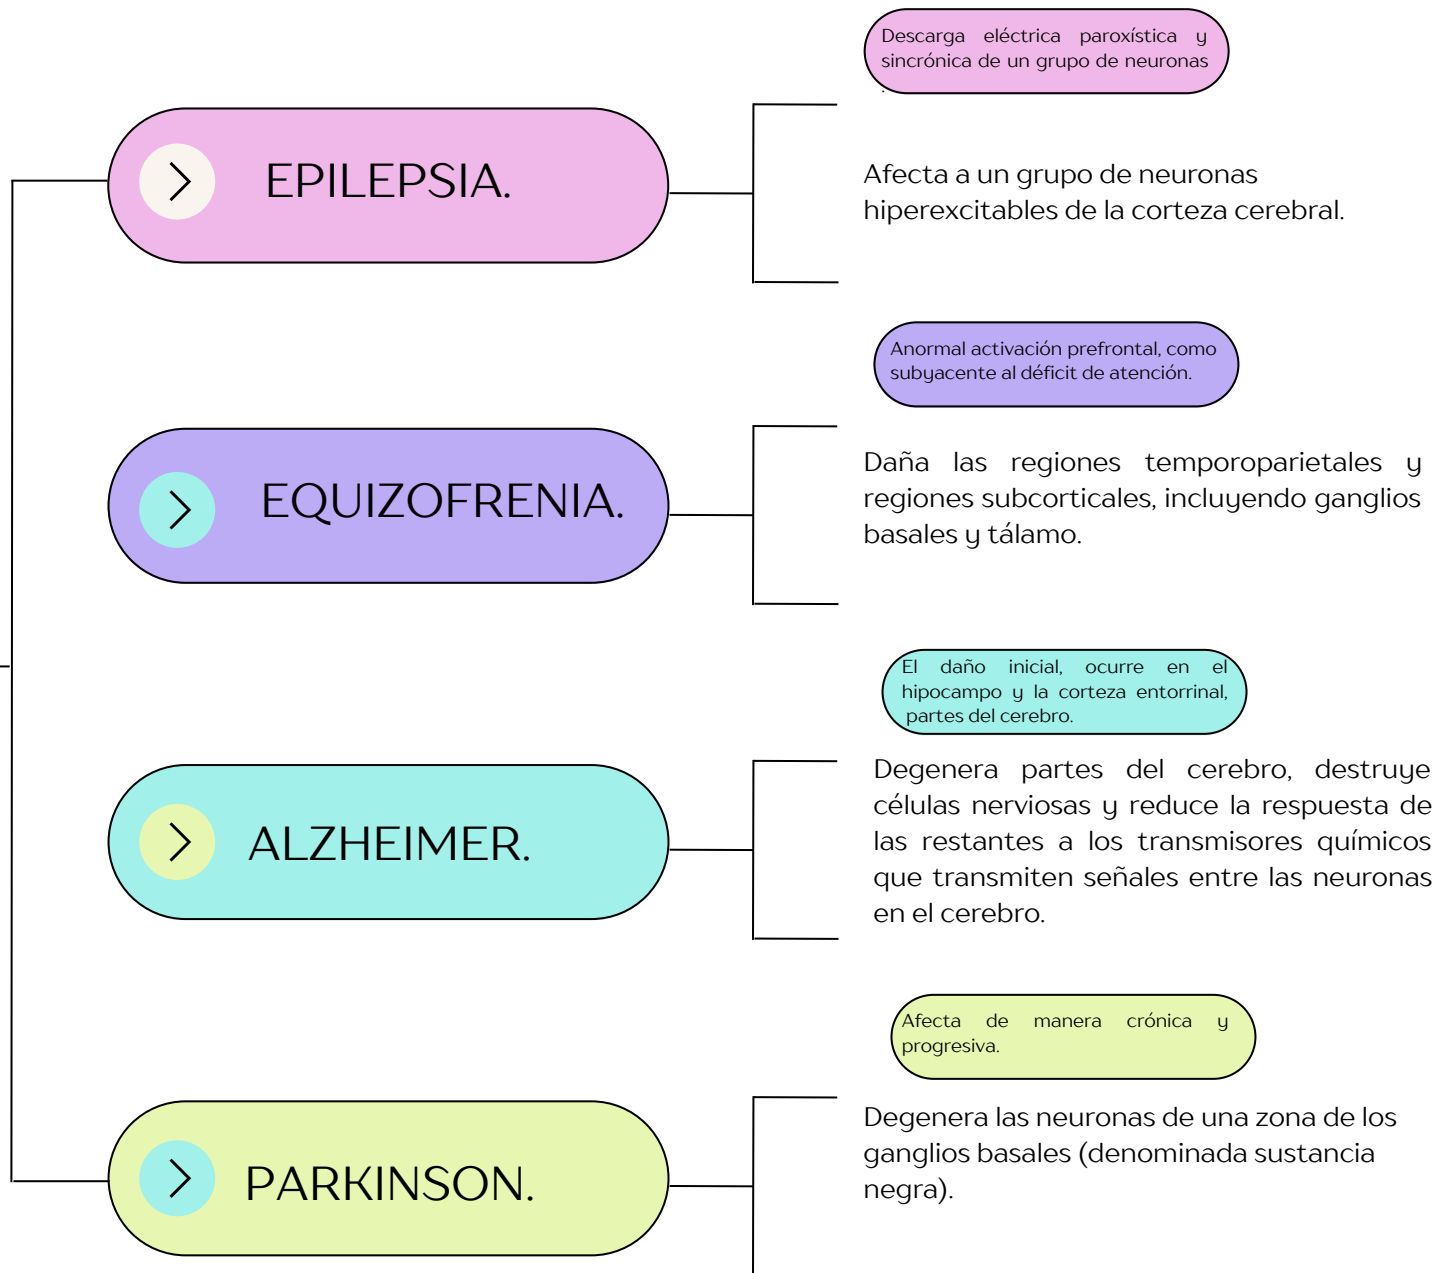 Descarga eléctrica paroxística y
sincrónica de un grupo de neuronas
.
EPILEPSIA.
Afecta a un grupo de neuronas
hiperexcitables de la corteza cerebral.
Anormal activación prefrontal, como
subyacente al déficit de atención.
EQUIZOFRENIA.
Daña las regiones temporoparietales y
regiones subcorticales, incluyendo ganglios
basales y tálamo.
El daño inicial, ocurre en el
hipocampo y la corteza entorrinal,
partes del cerebro.
ALZHEIMER.
Degenera partes del cerebro, destruye
células nerviosas y reduce la respuesta de
las restantes a los transmisores químicos
que transmiten señales entre las neuronas
en el cerebro.
Afecta de manera crónica y
progresiva.
PARKINSON.
Degenera las neuronas de una zona de los
ganglios basales (denominada sustancia
negra).